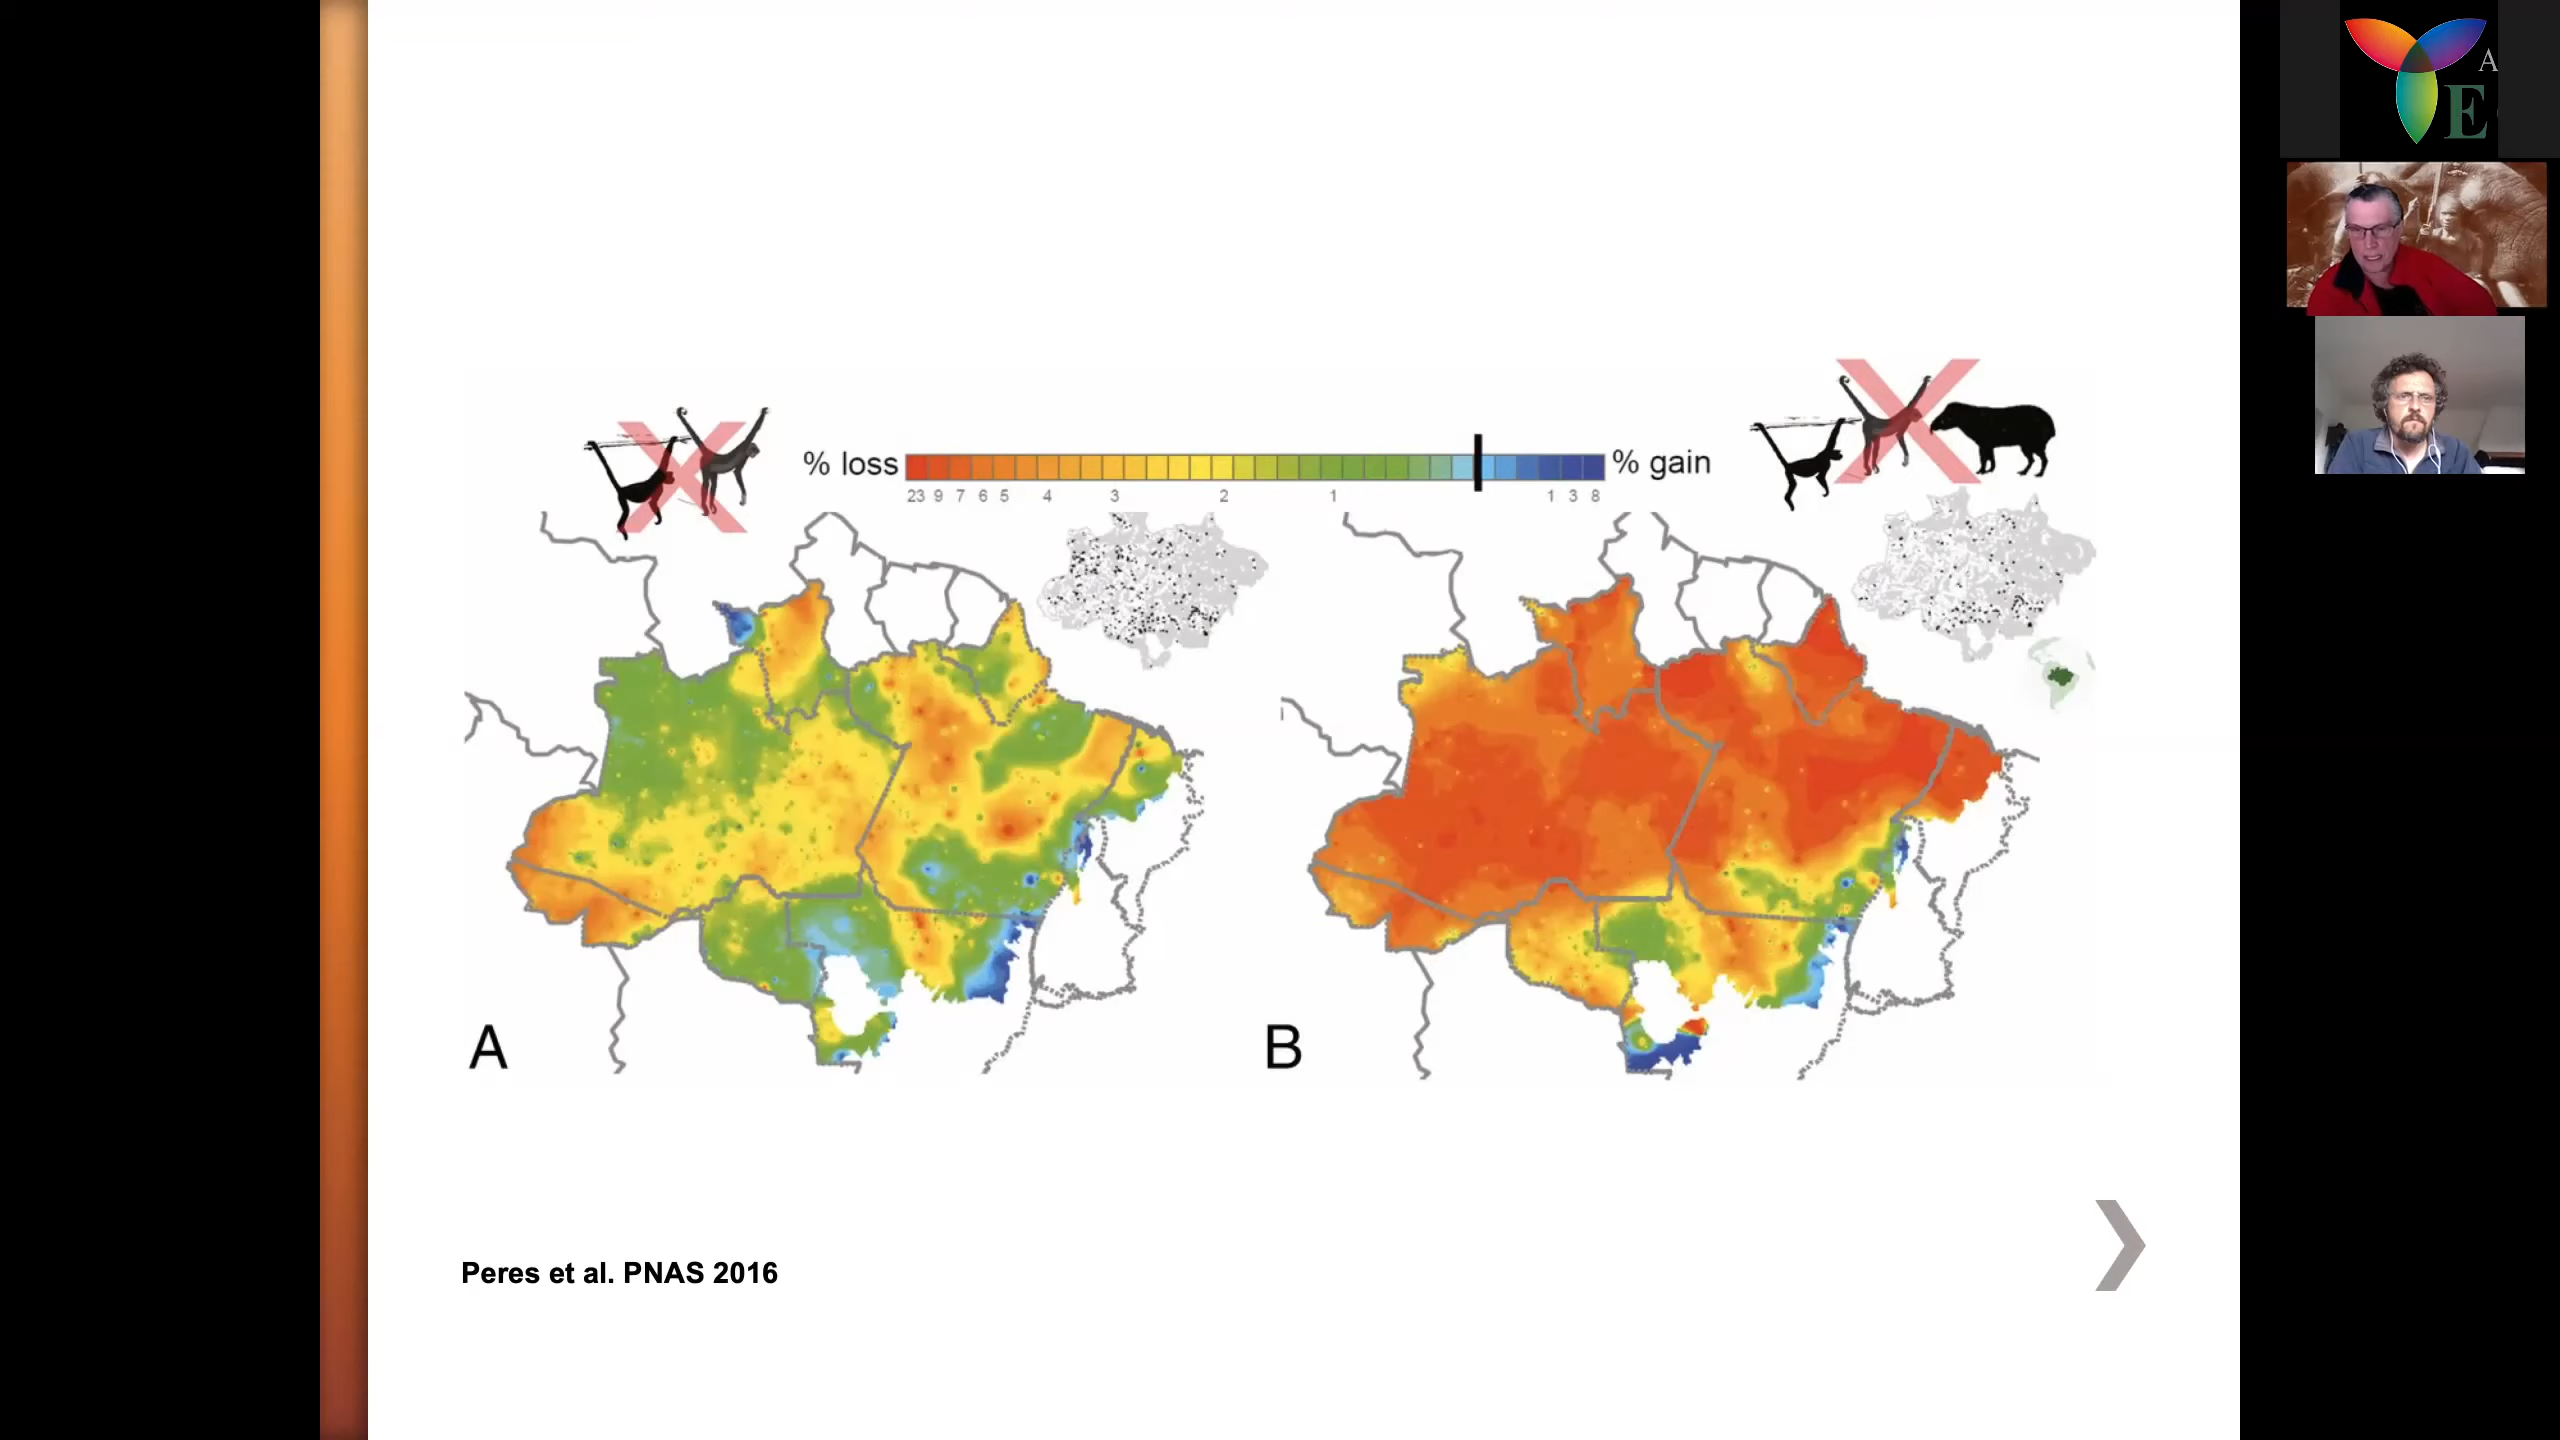 % loss
% gain
23 9 7 6 5 4 3 2 1 1 3 8
A
B
Peres et al. PNAS 2016
A
E